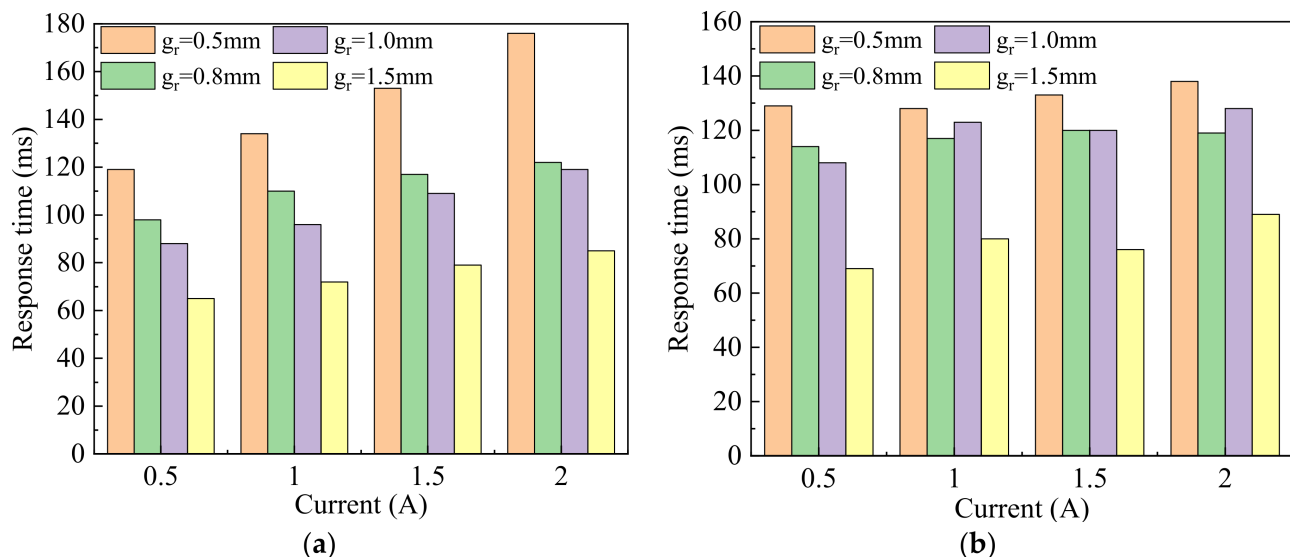 180
160
140
120
100
80
60
40
20
0
Response time (ms)
gᵣ=0.5mm gᵣ=1.0mm
gᵣ=0.8mm gᵣ=1.5mm
0.5 1 1.5 2
Current (A)
(a)
160
140
120
100
80
60
40
20
0
Response time (ms)
gᵣ=0.5mm gᵣ=1.0mm
gᵣ=0.8mm gᵣ=1.5mm
0.5 1 1.5 2
Current (A)
(b)